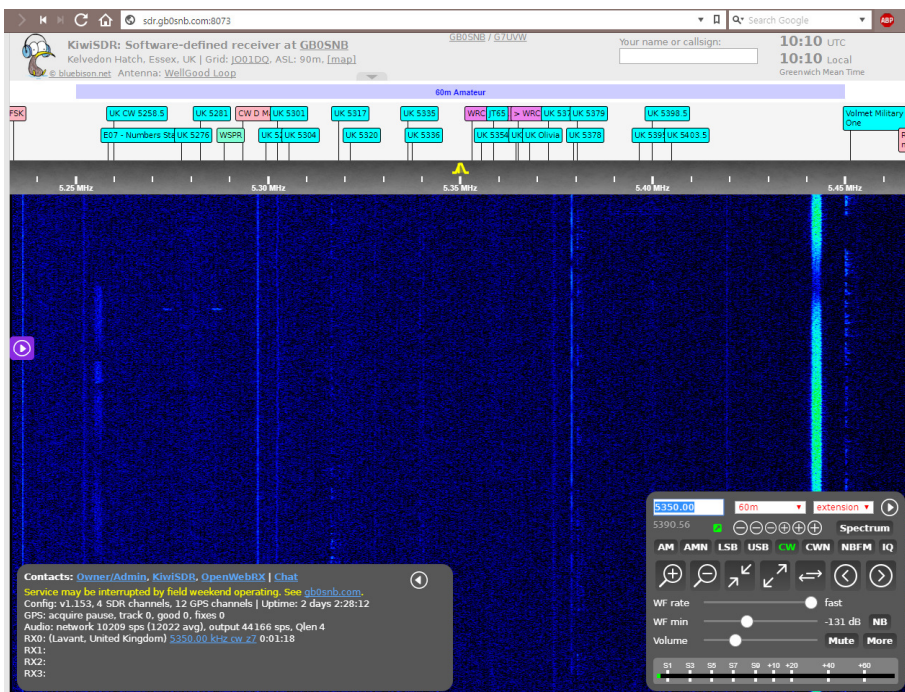 sdr.gb0snb.com:8073
Search Google
ABP
KiwiSDR: Software-defined receiver at GB0SNB
Kelvedon Hatch, Essex, UK | Grid: JO01DQ, ASL: 90m, [map]
© bluebison.net Antenna: WellGood Loop
GB0SNB / G7UVW
Your name or callsign:
10:10 UTC
10:10 Local
Greenwich Mean Time
60m Amateur
FSK UK CW 5258.5 UK 5281 CW D M UK 5301 UK 5317 UK 5335 WRC JT65 > WRC UK 537 UK 5379 UK 5398.5 Volmet Military One
E07 - Numbers Sta UK 5276 WSPR UK 5 UK 5304 UK 5320 UK 5336 UK 5354 UK UK Olivia UK 5378 UK 539 UK 5403.5
5.25 MHz 5.30 MHz 5.35 MHz 5.40 MHz 5.45 MHz
5350.00 60m extension
5390.56 Spectrum
AM AMN LSB USB CW CWN NBFM IQ
WF rate fast
WF min -131 dB NB
Volume Mute More
S1 S3 S5 S7 S9 +10 +20 +40 +60
Contacts: Owner/Admin, KiwiSDR, OpenWebRX | Chat
Service may be interrupted by field weekend operating. See gb0snb.com.
Config: v1.153, 4 SDR channels, 12 GPS channels | Uptime: 2 days 2:28:12
GPS: acquire pause, track 0, good 0, fixes 0
Audio: network 10209 sps (12022 avg), output 44166 sps, Qlen 4
RX0: (Lavant, United Kingdom) 5350.00 kHz cw z7 0:01:18
RX1:
RX2:
RX3: